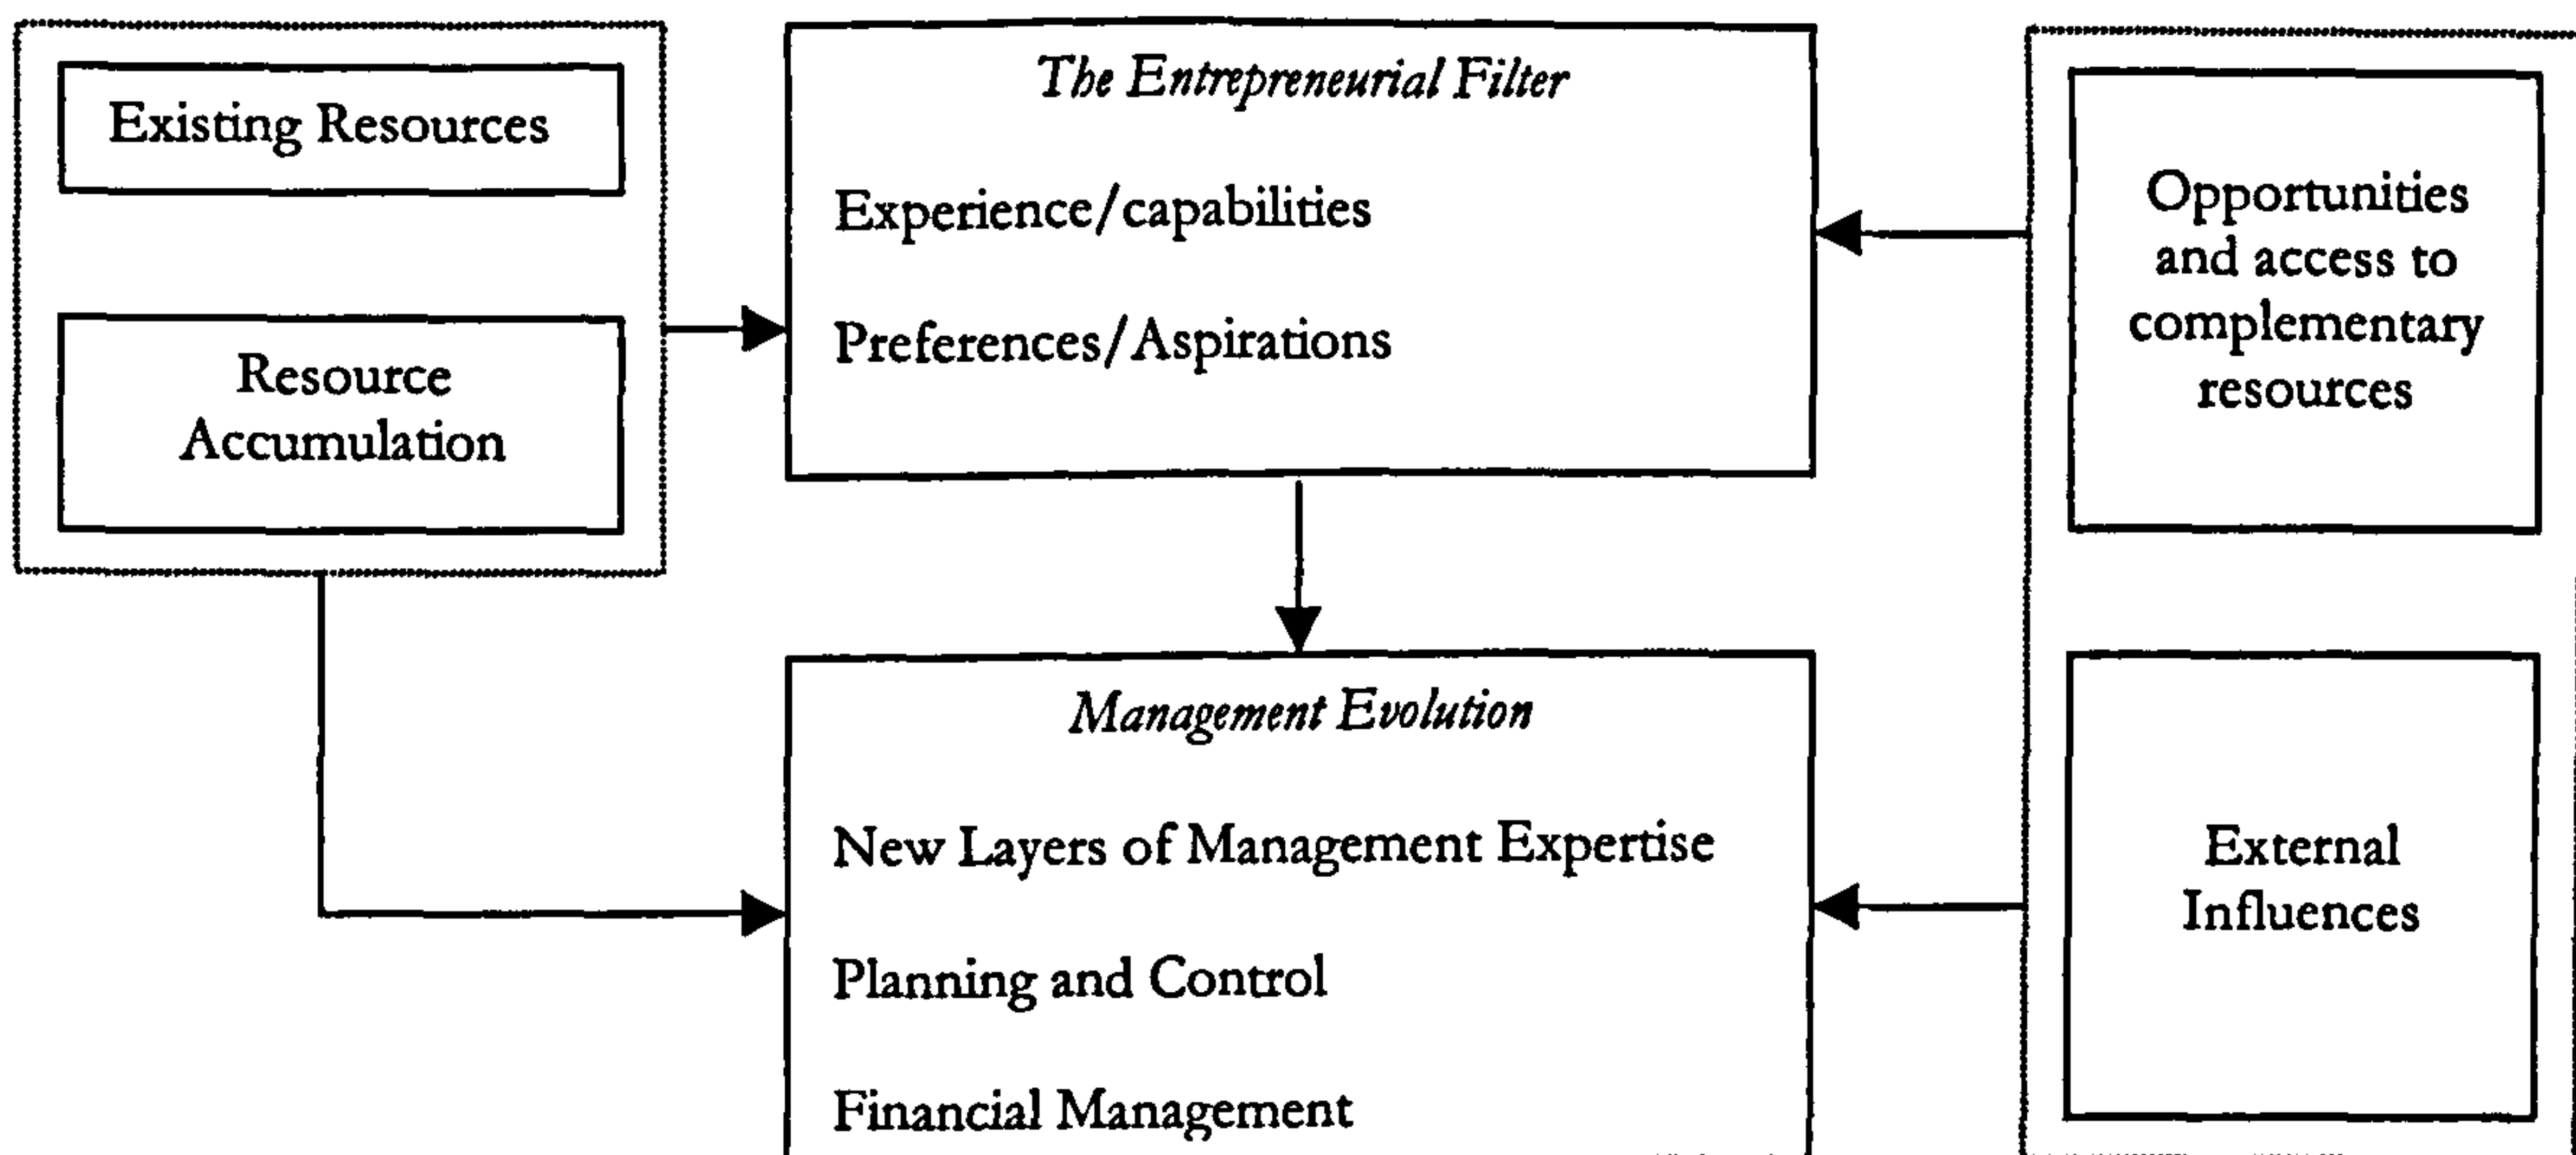 Existing Resources
Resource
Accumulation
The Entrepreneurial Filter
Experience/capabilities
Preferences/Aspirations
Opportunities
and access to
complementary
resources
Management Evolution
New Layers of Management Expertise
Planning and Control
Financial Management
External
Influences